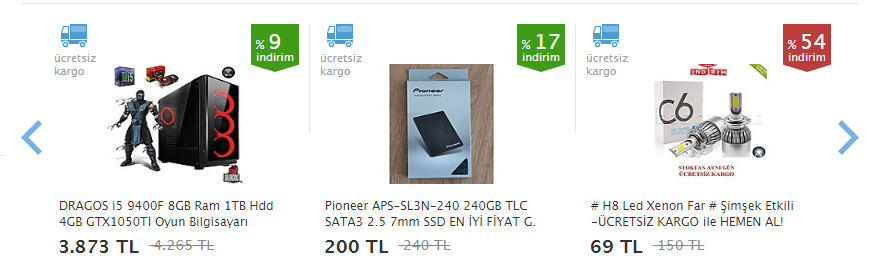 ücretsiz
kargo
% 9
indirim
DRAGOS i5 9400F 8GB Ram 1TB Hdd
4GB GTX1050TI Oyun Bilgisayarı
3.873 TL 4.265 TL
ücretsiz
kargo
% 17
indirim
Pioneer
Pioneer APS-SL3N-240 240GB TLC
SATA3 2.5 7mm SSD EN İYİ FİYAT G.
200 TL 240 TL
ücretsiz
kargo
% 54
indirim
İNDİRİM
C6
STOKTAN AYNI GÜN
ÜCRETSİZ KARGO
# H8 Led Xenon Far # Şimşek Etkili
-ÜCRETSİZ KARGO ile HEMEN AL!
69 TL 150 TL